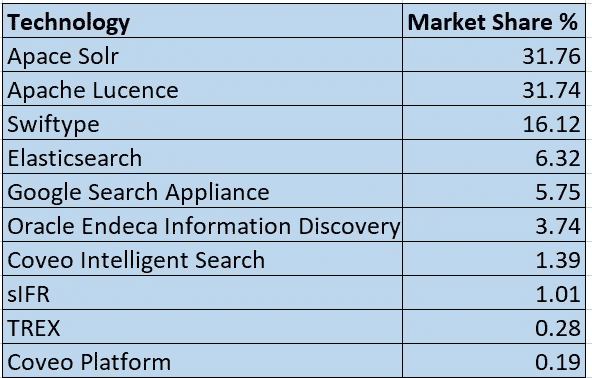 Technology Market Share %
Apace Solr 31.76
Apache Lucence 31.74
Swiftype 16.12
Elasticsearch 6.32
Google Search Appliance 5.75
Oracle Endeca Information Discovery 3.74
Coveo Intelligent Search 1.39
sIFR 1.01
TREX 0.28
Coveo Platform 0.19